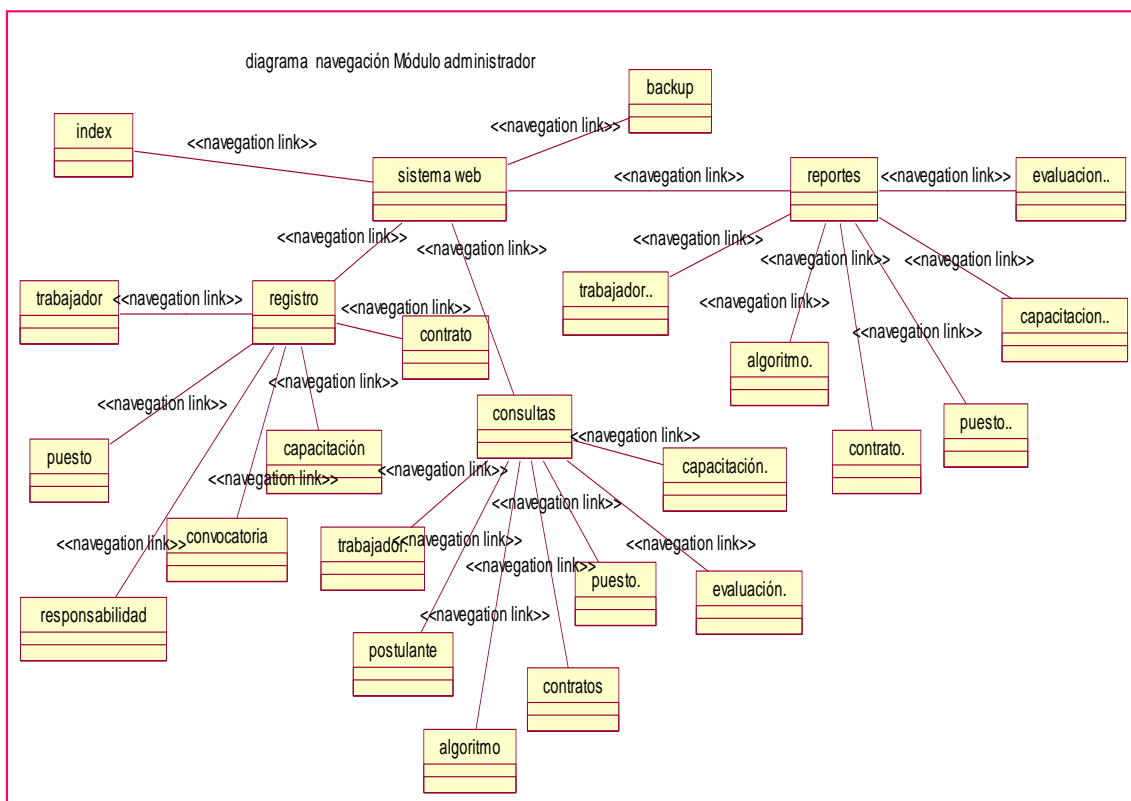 diagrama navegación Módulo administrador
backup
index
<<navegation link>>
<<navegation link>>
sistema web
<<navegation link>>
reportes
<<navegation link>>
evaluacion..
<<navegation link>>
<<navegation link>>
<<navegation link>>
<<navegation link>>
<<navegation link>>
trabajador
<<navegation link>>
registro
<<navegation link>>
contrato
trabajador..
<<navegation link>>
<<navegation link>>
capacitacion..
algoritmo.
<<navegation link>>
<<navegation link>>
consultas
puesto..
puesto
capacitación
<<navegation link>>
contrato.
<<navegation link>>
<<navegation link>>
capacitación.
<<navegation link>>
<<navegation link>>
convocatoria
<<navegation link>>
trabajador.
<<navegation link>>
<<navegation link>>
<<navegation link>>
puesto.
evaluación.
responsabilidad
<<navegation link>>
postulante
contratos
algoritmo